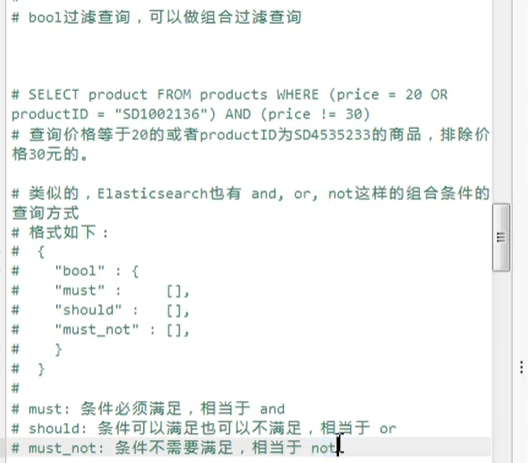 # bool过滤查询，可以做组合过滤查询
# SELECT product FROM products WHERE (price = 20 OR
productID = "SD1002136") AND (price != 30)
# 查询价格等于20的或者productID为SD4535233的商品，排除价
格30元的。
# 类似的，Elasticsearch也有 and, or, not这样的组合条件的
查询方式
# 格式如下：
#  {
#    "bool" : {
#    "must" :     [],
#    "should" :   [],
#    "must_not" : [],
#    }
#  }
#
# must: 条件必须满足，相当于 and
# should: 条件可以满足也可以不满足，相当于 or
# must_not: 条件不需要满足，相当于 not